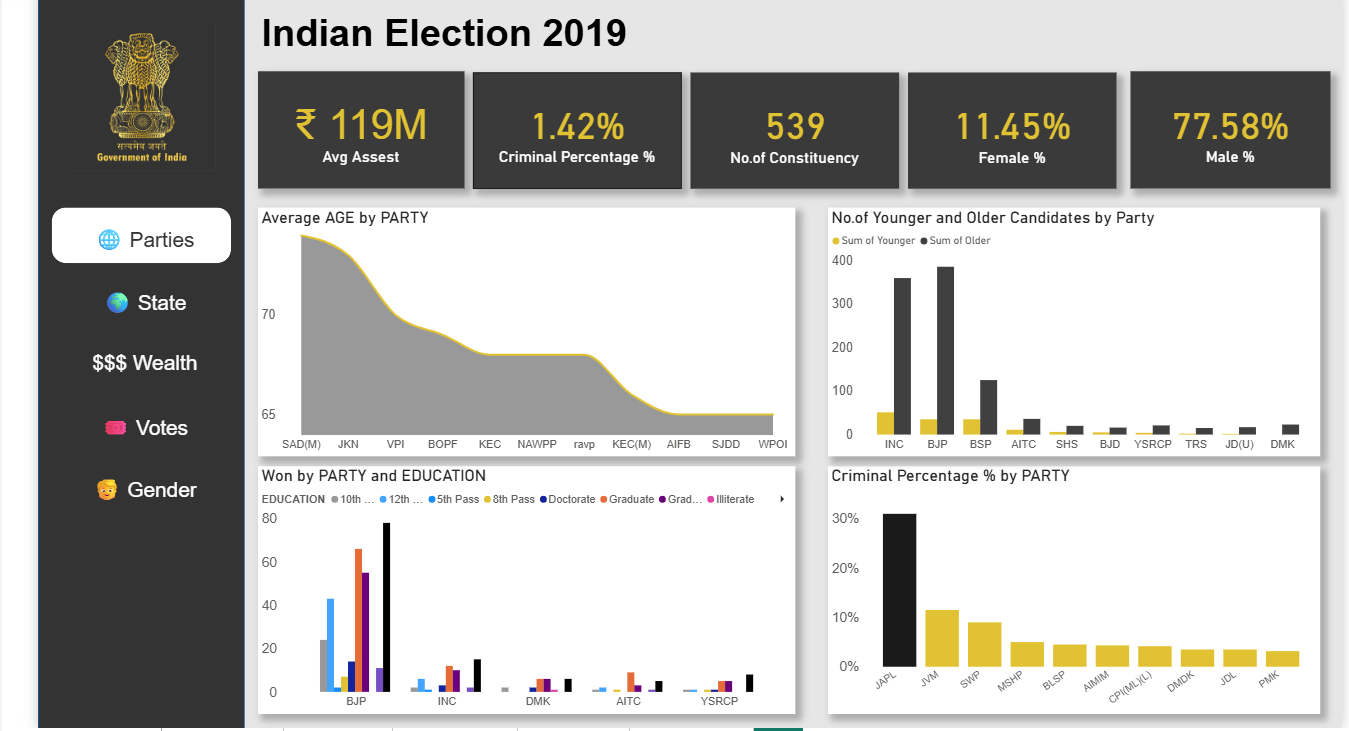 Indian Election 2019
सत्यमेव जयते
Government of India
Parties
State
$$$ Wealth
Votes
Gender
₹ 119M
Avg Assest
1.42%
Criminal Percentage %
539
No.of Constituency
11.45%
Female %
77.58%
Male %
Average AGE by PARTY
70
65
SAD(M) JKN VPI BOPF KEC NAWPP ravp KEC(M) AIFB SJDD WPOI
No.of Younger and Older Candidates by Party
Sum of Younger Sum of Older
400
300
200
100
0
INC BJP BSP AITC SHS BJD YSRCP TRS JD(U) DMK
Won by PARTY and EDUCATION
EDUCATION 10th ... 12th ... 5th Pass 8th Pass Doctorate Graduate Grad... Illiterate
80
60
40
20
0
BJP INC DMK AITC YSRCP
Criminal Percentage % by PARTY
30%
20%
10%
0%
JAPL JVM SWP MSHP BLSP AIMIM CPI(ML)(L) DMDK JDL PMK